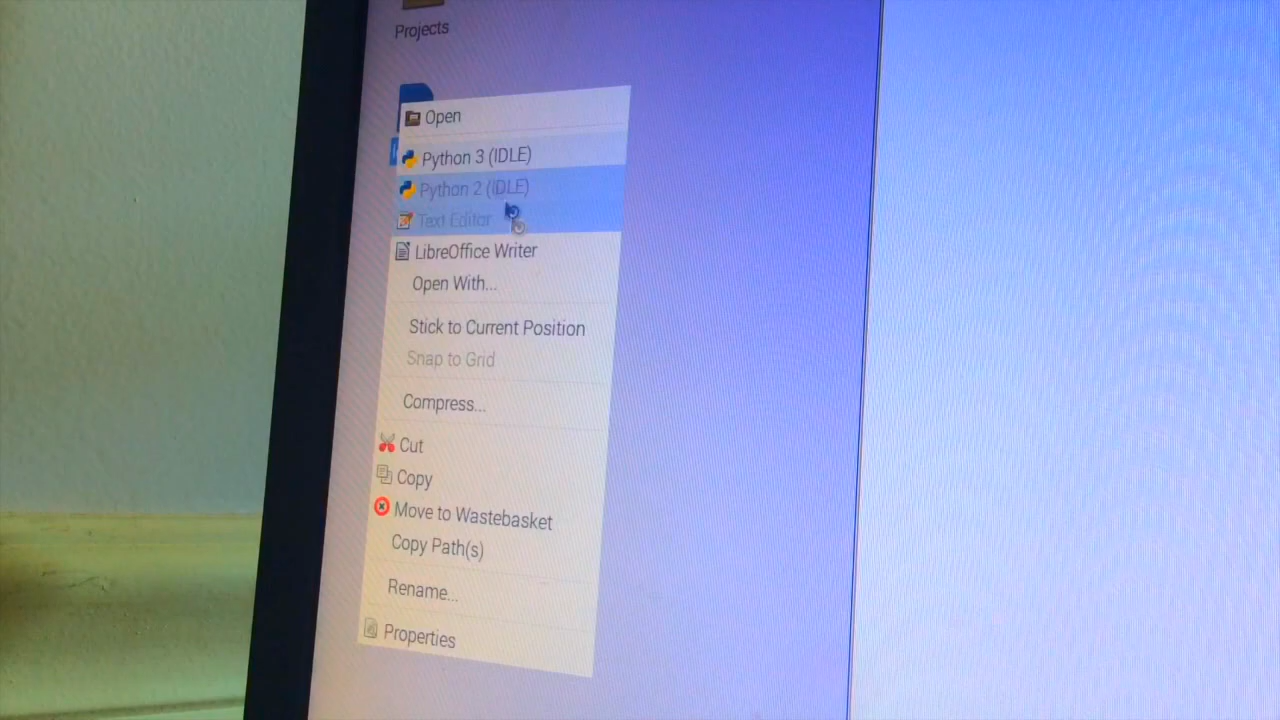 Projects
Open
Python 3 (IDLE)
Python 2 (IDLE)
Text Editor
LibreOffice Writer
Open With...
Stick to Current Position
Snap to Grid
Compress...
Cut
Copy
Move to Wastebasket
Copy Path(s)
Rename...
Properties